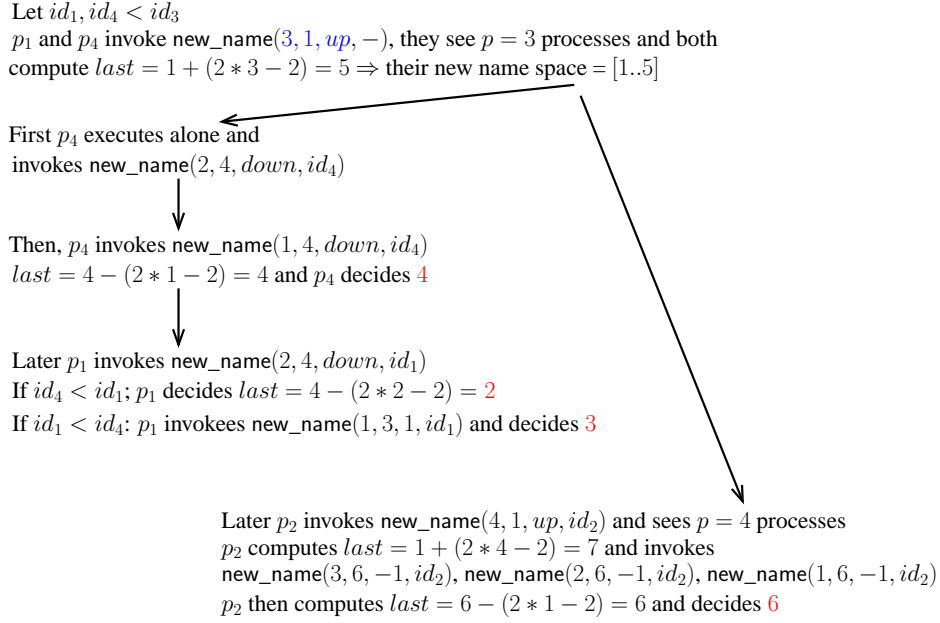 Let $id_1, id_4 < id_3$
$p_1$ and $p_4$ invoke new_name$(3, 1, up, -)$, they see $p = 3$ processes and both
compute $last = 1 + (2 * 3 - 2) = 5 \Rightarrow$ their new name space = $[1..5]$
First $p_4$ executes alone and
invokes new_name$(2, 4, down, id_4)$
Then, $p_4$ invokes new_name$(1, 4, down, id_4)$
$last = 4 - (2 * 1 - 2) = 4$ and $p_4$ decides 4
Later $p_1$ invokes new_name$(2, 4, down, id_1)$
If $id_4 < id_1$; $p_1$ decides $last = 4 - (2 * 2 - 2) = 2$
If $id_1 < id_4$: $p_1$ invokees new_name$(1, 3, 1, id_1)$ and decides 3
Later $p_2$ invokes new_name$(4, 1, up, id_2)$ and sees $p = 4$ processes
$p_2$ computes $last = 1 + (2 * 4 - 2) = 7$ and invokes
new_name$(3, 6, -1, id_2)$, new_name$(2, 6, -1, id_2)$, new_name$(1, 6, -1, id_2)$
$p_2$ then computes $last = 6 - (2 * 1 - 2) = 6$ and decides 6